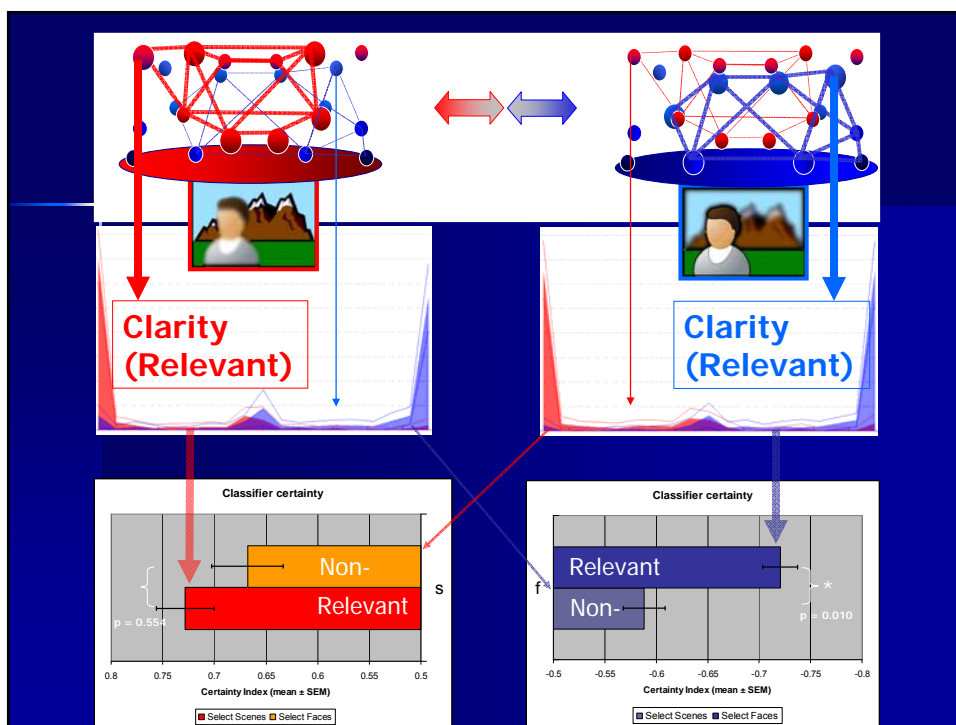 Clarity
(Relevant)
Clarity
(Relevant)
Classifier certainty
Non-
Relevant
s
p = 0.554
0.8 0.75 0.7 0.65 0.6 0.55 0.5
Certainty Index (mean ± SEM)
Select Scenes Select Faces
Classifier certainty
Relevant
f
Non-
*
p = 0.010
-0.5 -0.55 -0.6 -0.65 -0.7 -0.75 -0.8
Certainty Index (mean ± SEM)
Select Scenes Select Faces